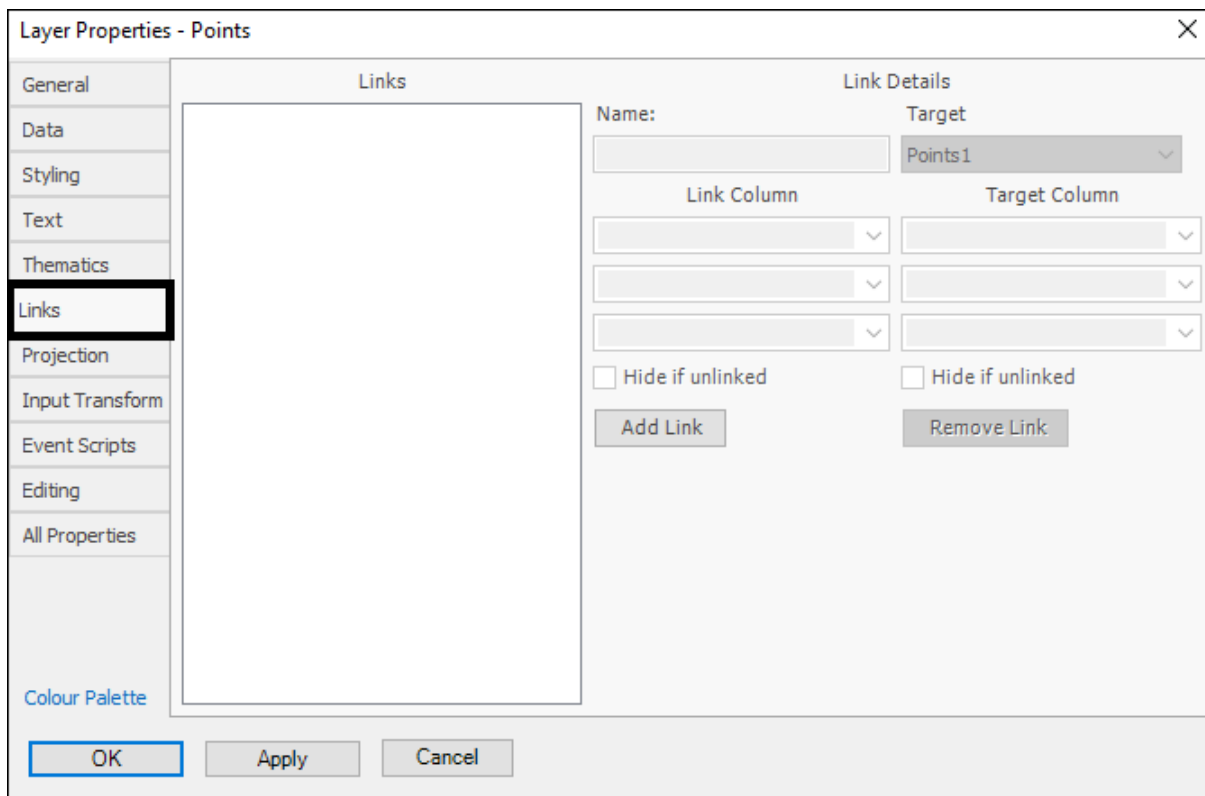 Layer Properties - Points
General
Data
Styling
Text
Thematics
Links
Projection
Input Transform
Event Scripts
Editing
All Properties
Colour Palette
Links
Link Details
Name:
Target
Points1
Link Column
Target Column
Hide if unlinked
Hide if unlinked
Add Link
Remove Link
OK
Apply
Cancel